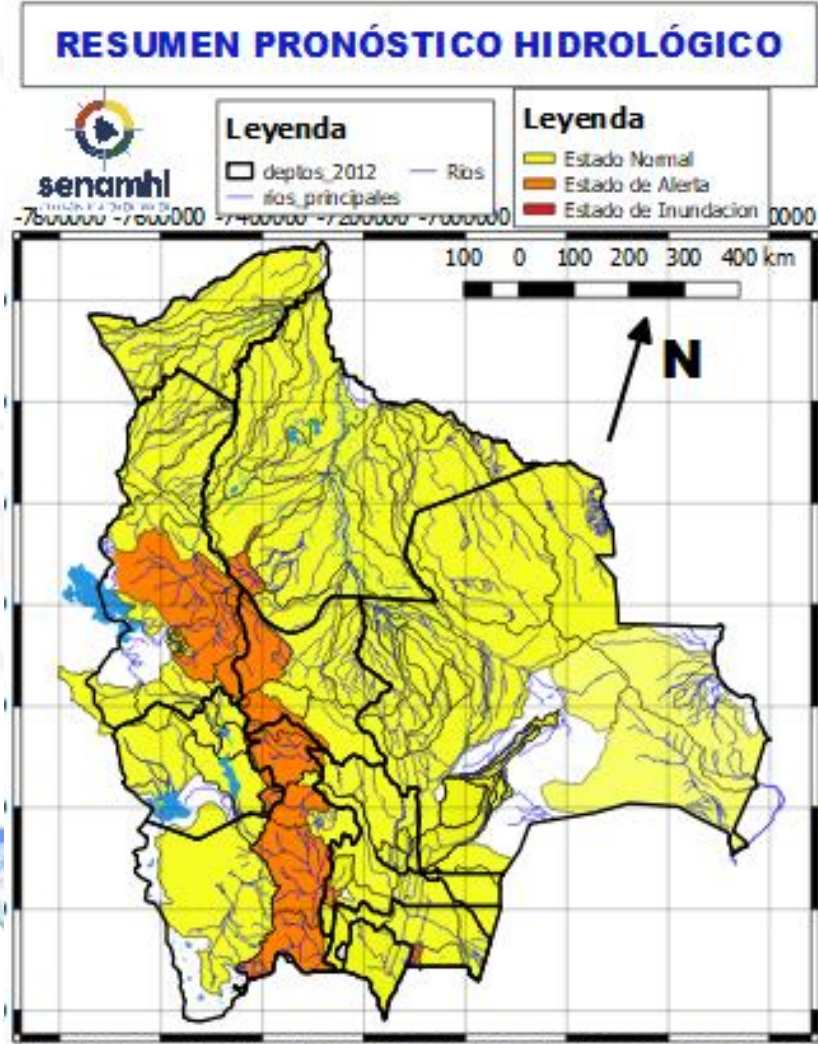 RESUMEN PRONÓSTICO HIDROLÓGICO
senamhi
Leyenda
deptos_2012
Rios
rios_principales
Leyenda
Estado Normal
Estado de Alerta
Estado de Inundacion
-7600000 -7400000 -7200000 -7000000
0000
100 0 100 200 300 400 km
N